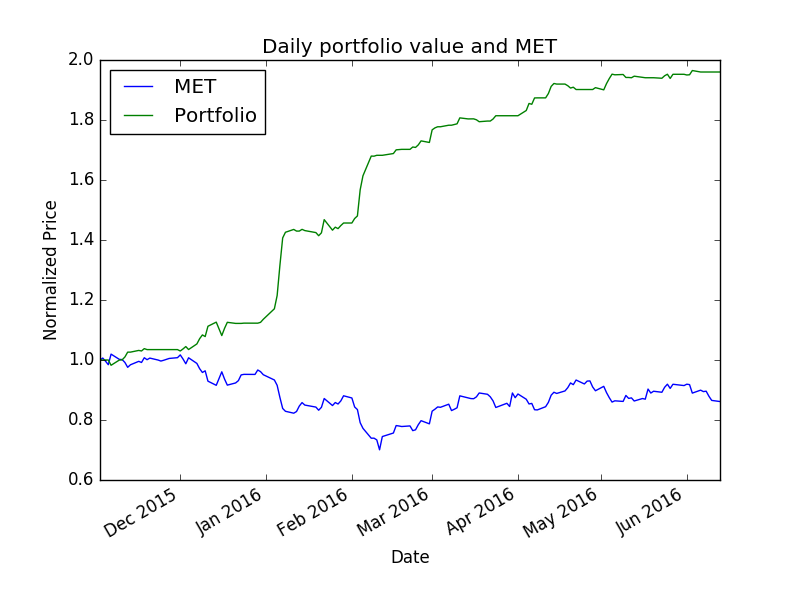 Daily portfolio value and MET
MET
Portfolio
2.0
1.8
1.6
1.4
1.2
1.0
0.8
0.6
Normalized Price
Dec 2015
Jan 2016
Feb 2016
Mar 2016
Apr 2016
May 2016
Jun 2016
Date